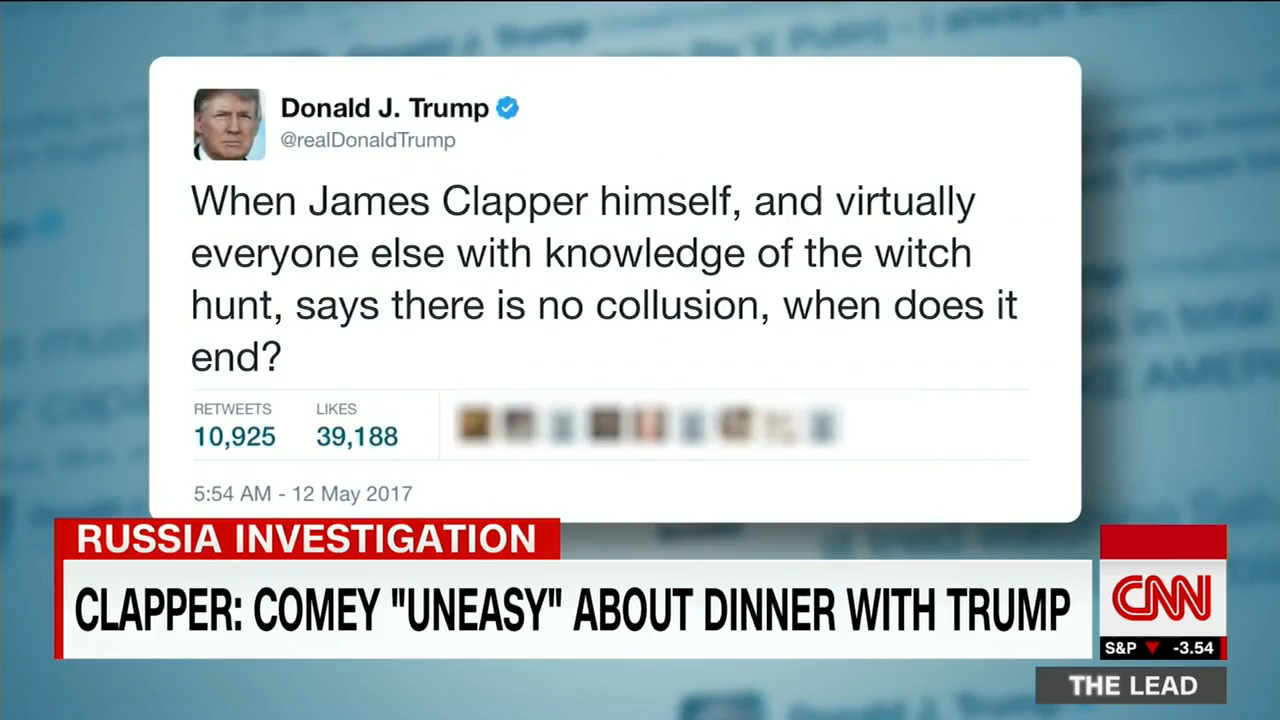 Donald J. Trump
@realDonaldTrump
When James Clapper himself, and virtually
everyone else with knowledge of the witch
hunt, says there is no collusion, when does it
end?
RETWEETS LIKES
10,925 39,188
5:54 AM - 12 May 2017
RUSSIA INVESTIGATION
CLAPPER: COMEY "UNEASY" ABOUT DINNER WITH TRUMP
CNN
S&P -3.54
THE LEAD
Donald J. Trump